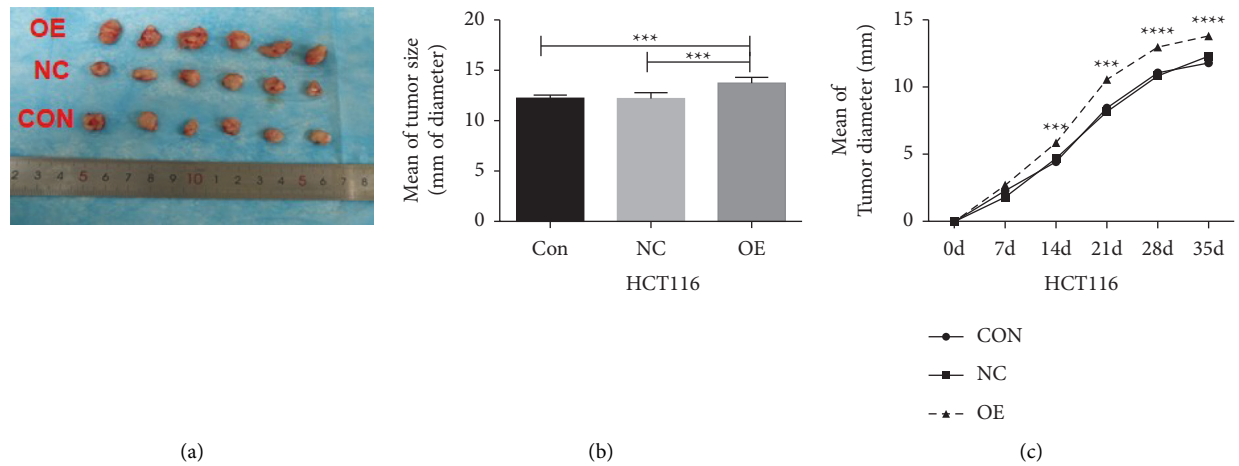 OE
NC
CON
2 3 4 5 6 7 8 9 10 1 2 3 4 5 6 7 8
(a)
Mean of tumor size
(mm of diameter)
20
15
10
15
0
***
***
Con NC OE
HCT116
(b)
Mean of
Tumor diameter (mm)
15
10
5
0
***
***
****
****
0d 7d 14d 21d 28d 35d
HCT116
CON
NC
OE
(c)